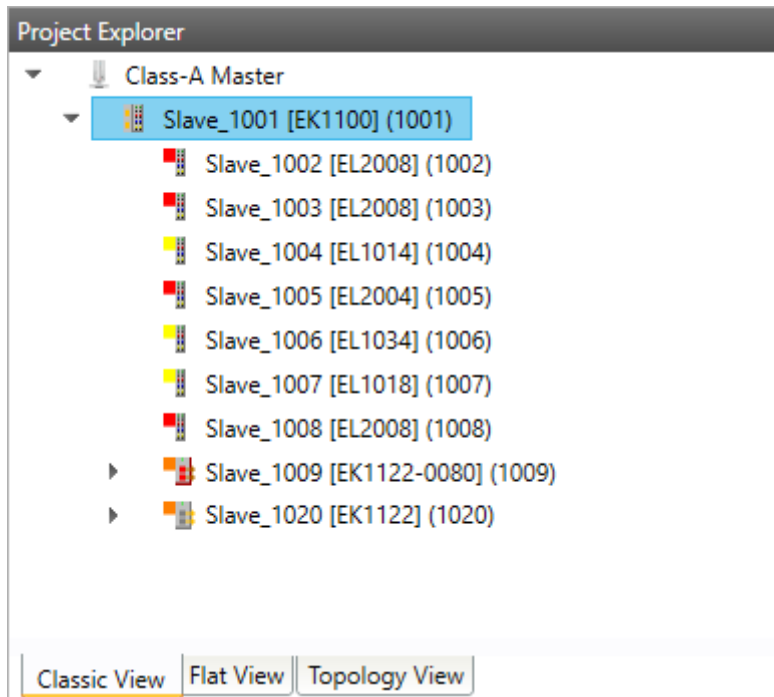 Project Explorer
Class-A Master
Slave_1001 [EK1100] (1001)
Slave_1002 [EL2008] (1002)
Slave_1003 [EL2008] (1003)
Slave_1004 [EL1014] (1004)
Slave_1005 [EL2004] (1005)
Slave_1006 [EL1034] (1006)
Slave_1007 [EL1018] (1007)
Slave_1008 [EL2008] (1008)
Slave_1009 [EK1122-0080] (1009)
Slave_1020 [EK1122] (1020)
Classic View Flat View Topology View